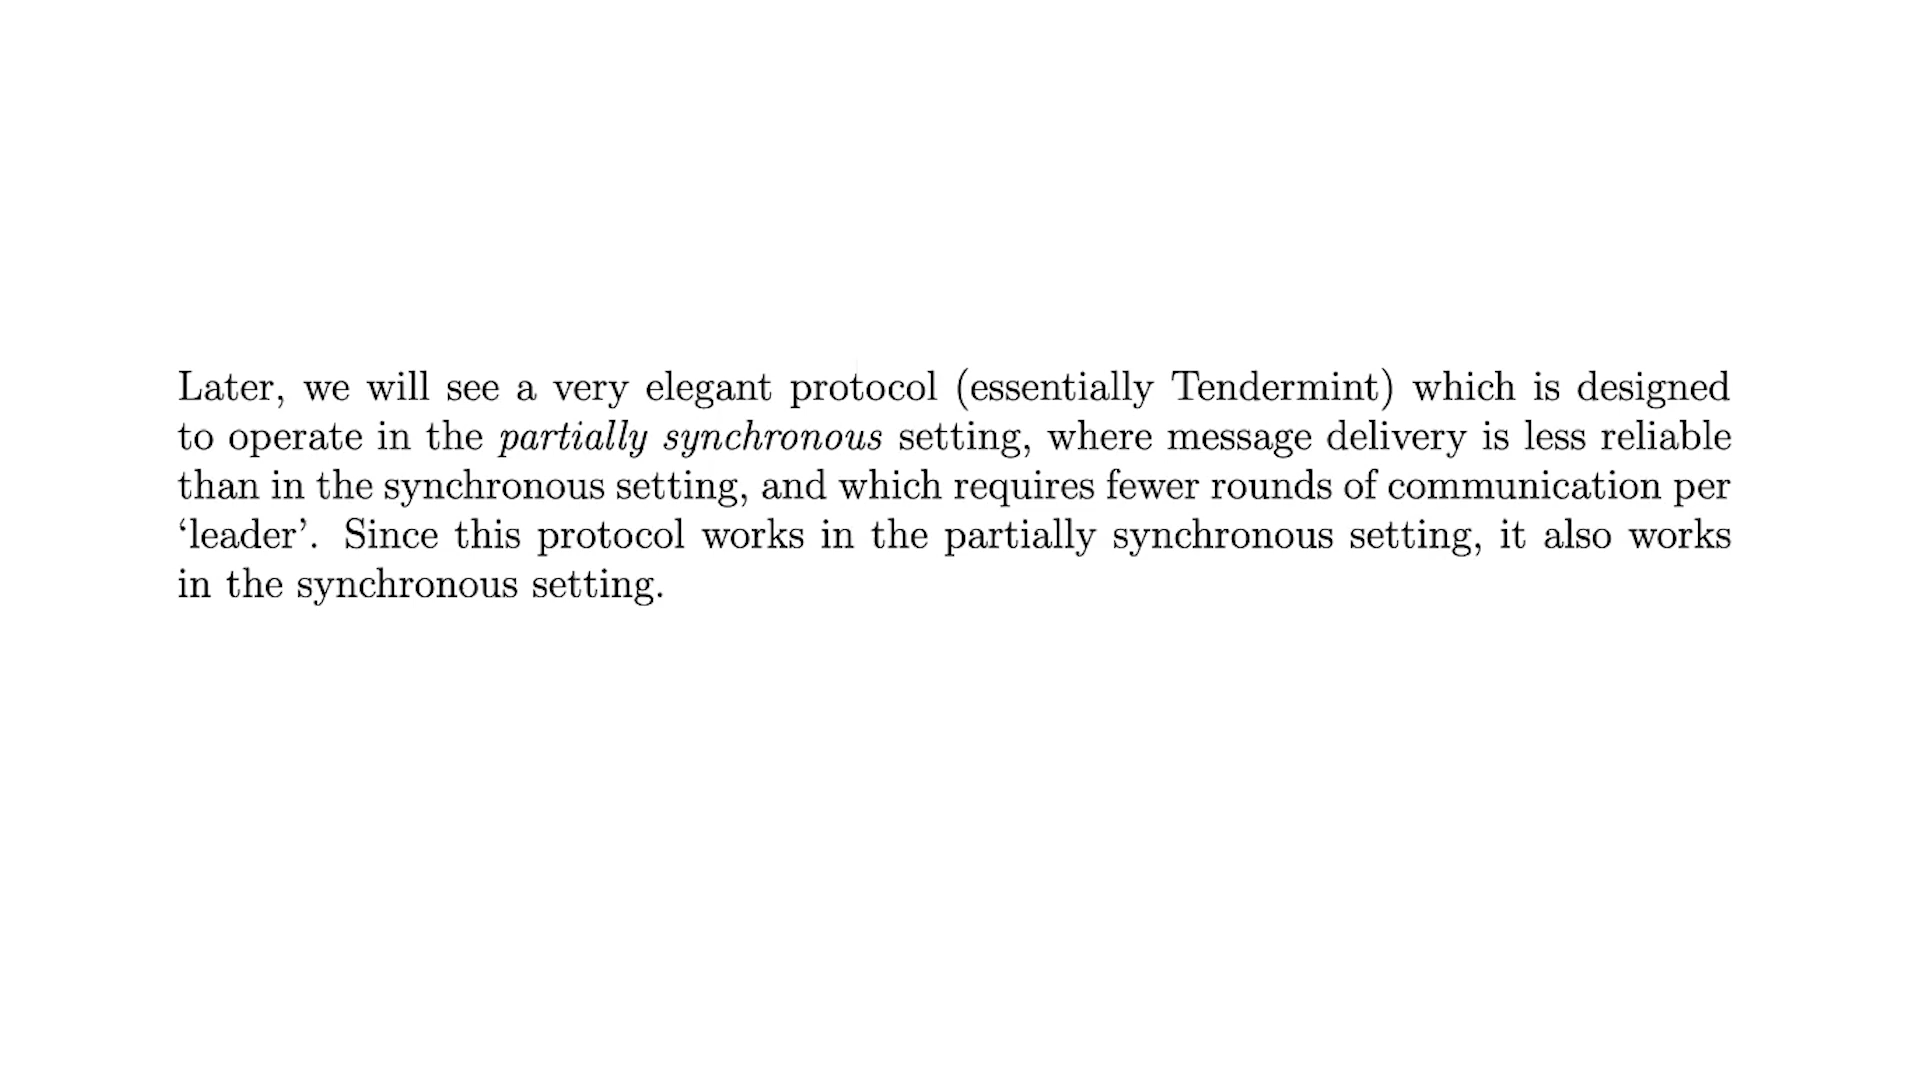 Later, we will see a very elegant protocol (essentially Tendermint) which is designed
to operate in the partially synchronous setting, where message delivery is less reliable
than in the synchronous setting, and which requires fewer rounds of communication per
‘leader’. Since this protocol works in the partially synchronous setting, it also works
in the synchronous setting.